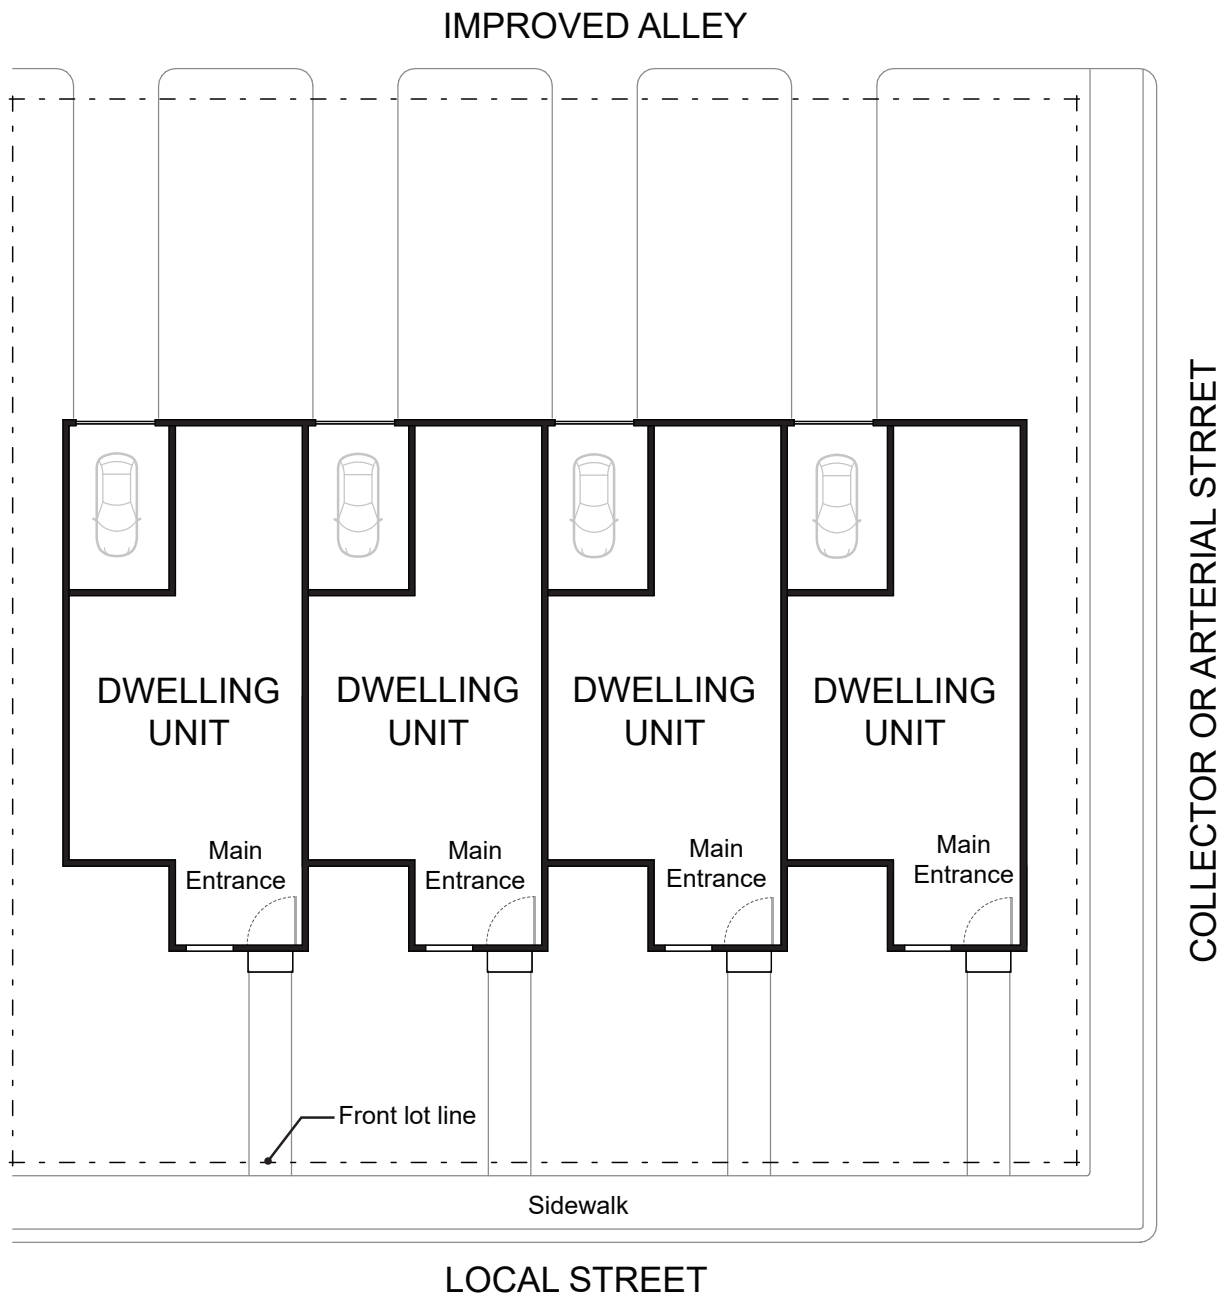 IMPROVED ALLEY
COLLECTOR OR ARTERIAL STRRET
DWELLING
UNIT
DWELLING
UNIT
DWELLING
UNIT
DWELLING
UNIT
Main
Entrance
Main
Entrance
Main
Entrance
Main
Entrance
Front lot line
Sidewalk
LOCAL STREET